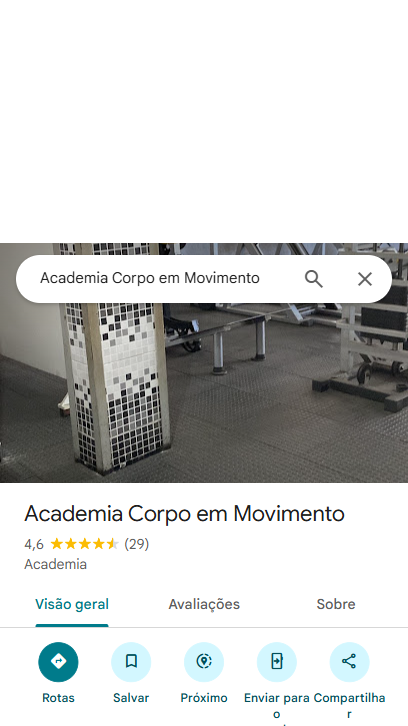 Academia Corpo em Movimento
Academia Corpo em Movimento
4,6 (29)
Academia
Visão geral Avaliações Sobre
Rotas Salvar Próximo Enviar para o Compartilhar